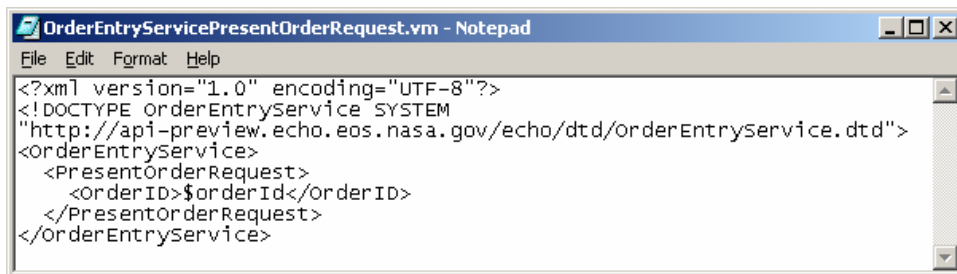 OrderEntryServicePresentOrderRequest.vm - Notepad
File Edit Format Help
<?xml version="1.0" encoding="UTF-8"?>
<!DOCTYPE OrderEntryService SYSTEM
"http://api-preview.echo.eos.nasa.gov/echo/dtd/OrderEntryService.dtd">
<OrderEntryService>
  <PresentOrderRequest>
    <OrderID>$orderId</OrderID>
  </PresentOrderRequest>
</OrderEntryService>